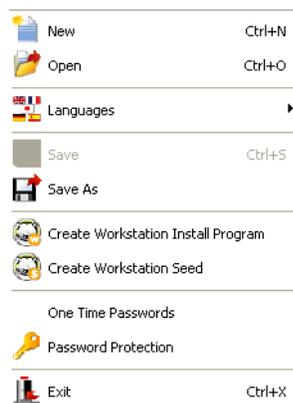 New Ctrl+N
Open Ctrl+O
Languages
Save Ctrl+S
Save As
Create Workstation Install Program
Create Workstation Seed
One Time Passwords
Password Protection
Exit Ctrl+X